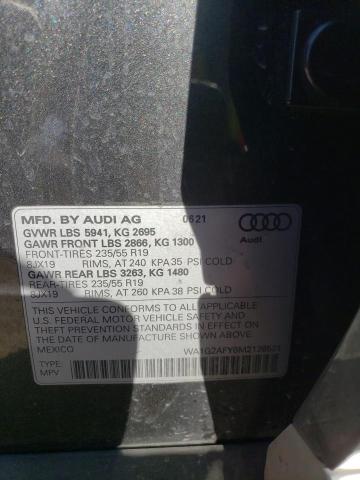 MFD. BY AUDI AG 0621
GVWR LBS 5941, KG 2695
GAWR FRONT LBS 2866, KG 1300
FRONT-TIRES 235/55 R19
8JX19 RIMS, AT 240 KPA 35 PSI COLD
GAWR REAR LBS 3263, KG 1480
REAR-TIRES 235/55 R19
8JX19 RIMS, AT 260 KPA 38 PSI COLD
THIS VEHICLE CONFORMS TO ALL APPLICABLE
U.S. FEDERAL MOTOR VEHICLE SAFETY AND
THEFT PREVENTION STANDARDS IN EFFECT ON
THE DATE OF MANUFACTURE SHOWN ABOVE.
MEXICO
TYPE:
MPV
Audi